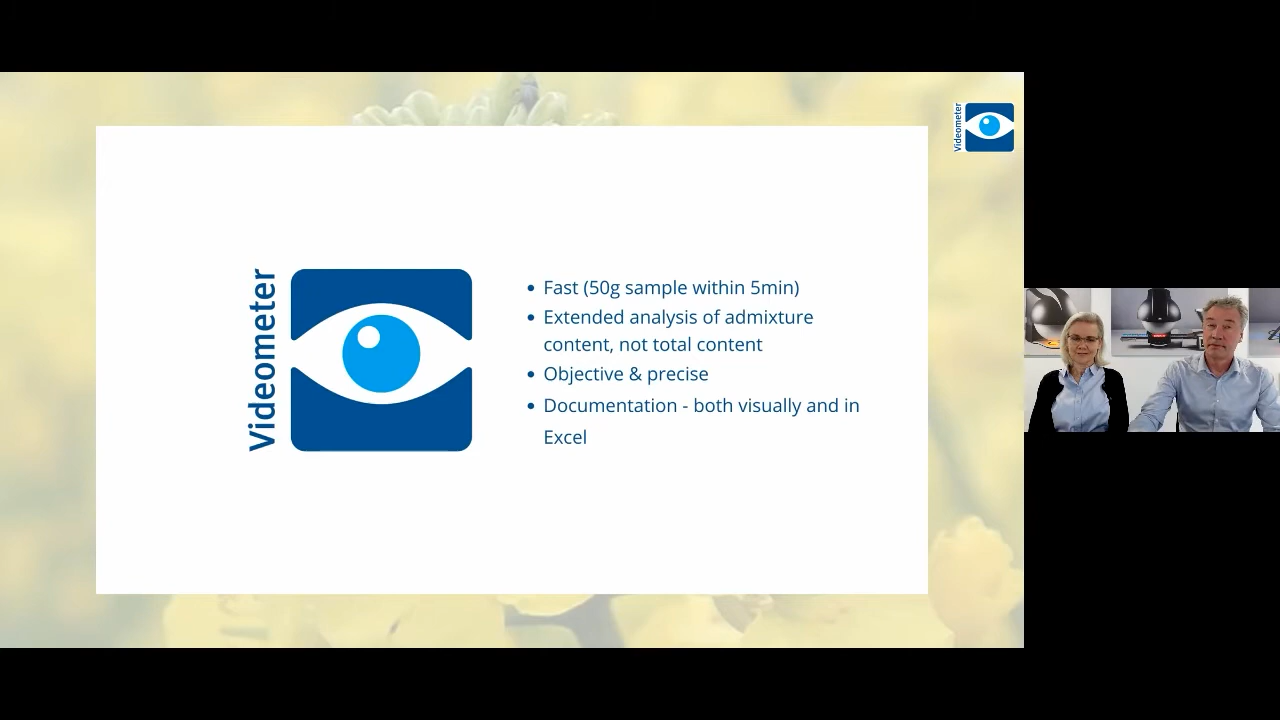 Videometer
Videometer
Fast (50g sample within 5min)
Extended analysis of admixture
content, not total content
Objective & precise
Documentation - both visually and in
Excel